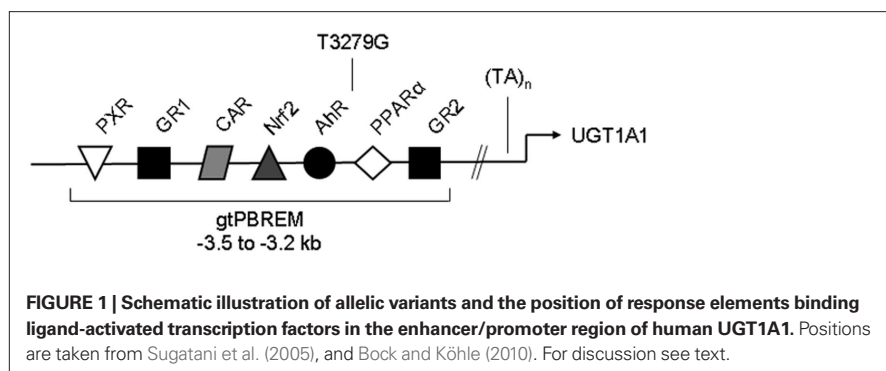 T3279G
(TA)n
PXR
GR1
CAR
Nrf2
AhR
PPARα
GR2
UGT1A1
gtPBREM
-3.5 to -3.2 kb
FIGURE 1 | Schematic illustration of allelic variants and the position of response elements binding
ligand-activated transcription factors in the enhancer/promoter region of human UGT1A1. Positions
are taken from Sugatani et al. (2005), and Bock and Köhle (2010). For discussion see text.